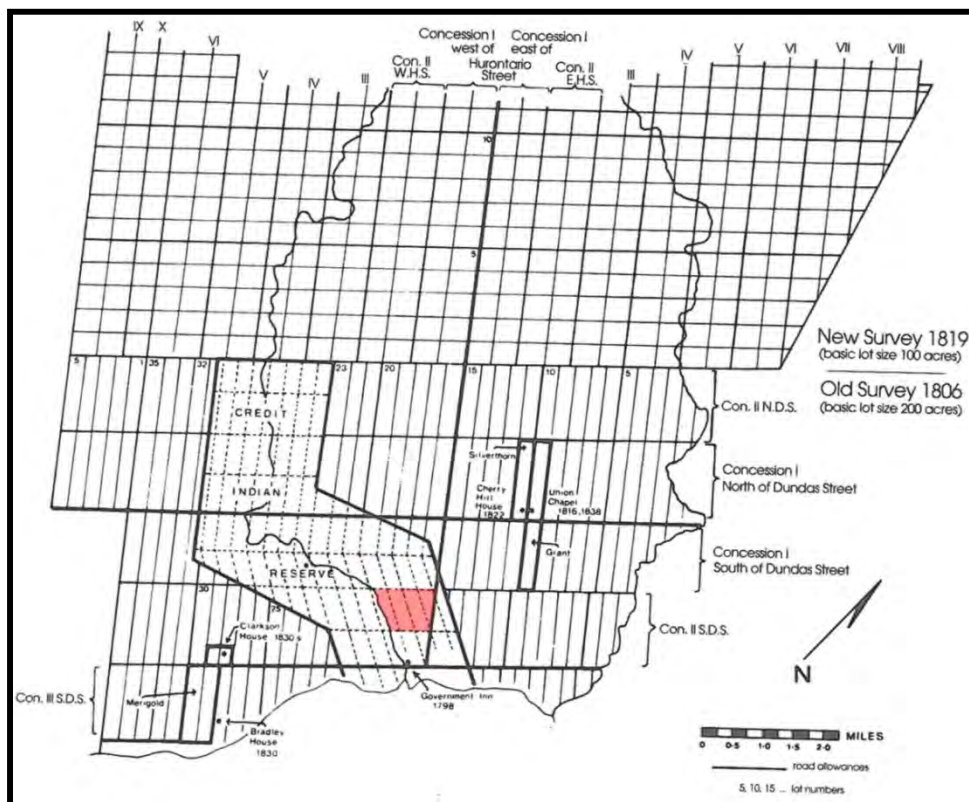 IX X VI
V IV III
Con. II
W.H.S.
Concession I
west of
Hurontario
Street
Concession I
east of
Con. II
E.H.S.
III IV V VI VII VIII
10
5
New Survey 1819
(basic lot size 100 acres)
Old Survey 1806
(basic lot size 200 acres)
5 1 35 32 23 20 15 10 5
Con. II N.D.S.
CREDIT
INDIAN
RESERVE
Silverthorn
Cherry
Hill
House
1822
Union
Chapel
1816,1838
Grant
Concession I
North of Dundas Street
Concession I
South of Dundas Street
Con. II S.D.S.
30
25
Clarkson
House 1830s
Con. III S.D.S.
Merigold
Bradley
House
1830
Government Inn
1798
N
0 0·5 1·0 1·5 2·0 MILES
road allowances
5, 10, 15 ... lot numbers